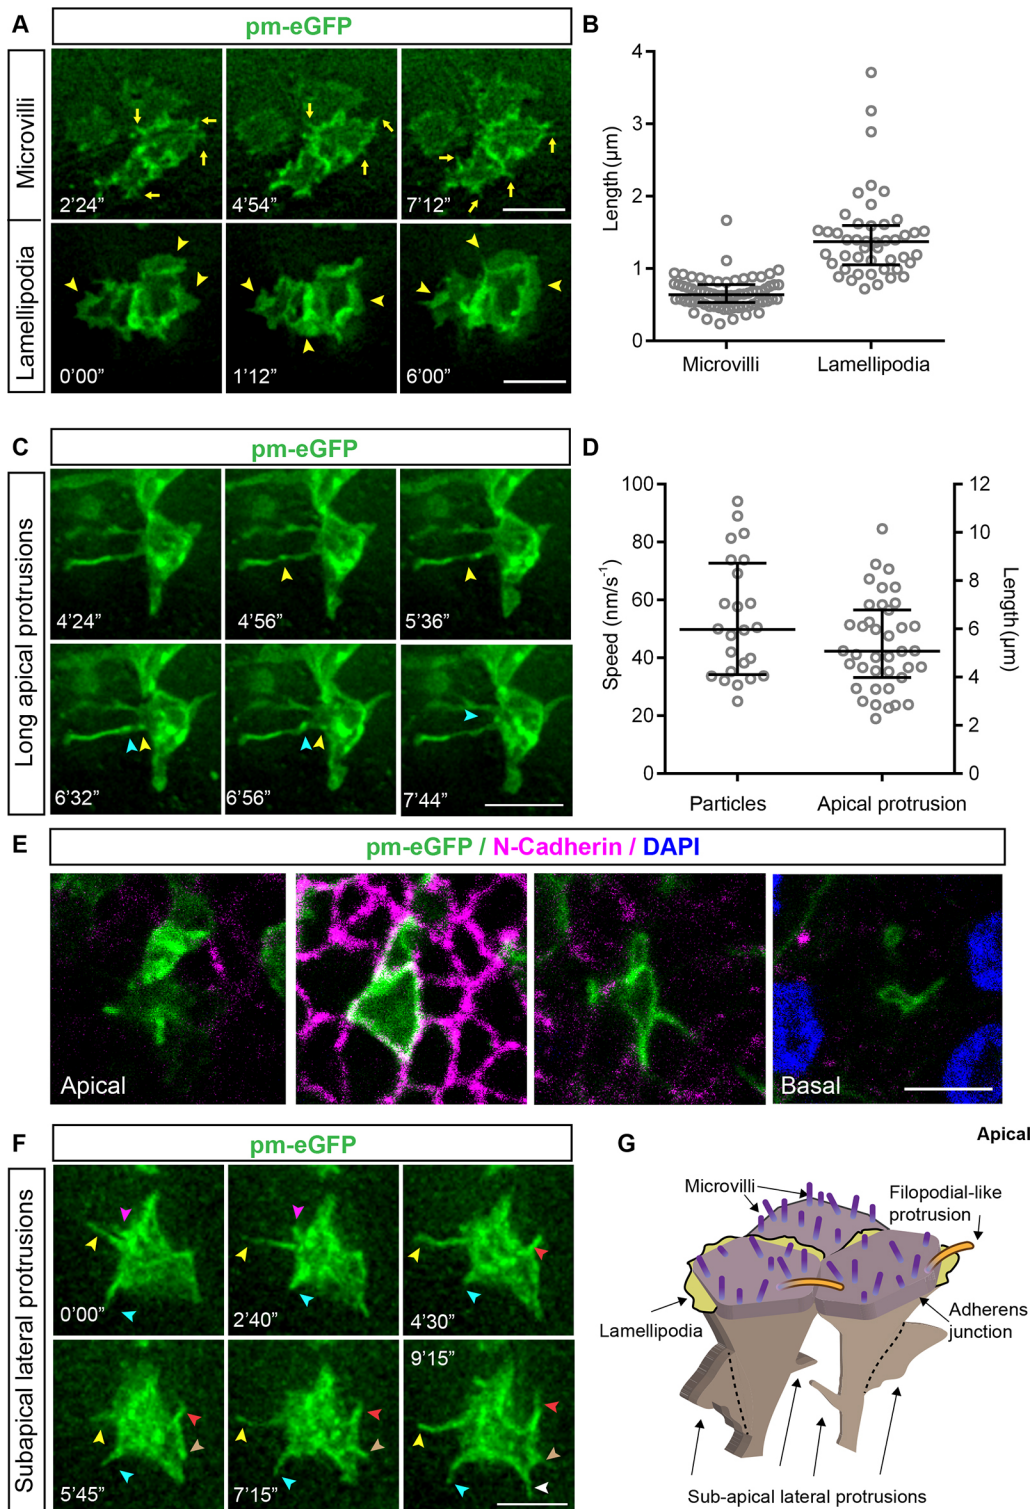 A
pm-eGFP
Microvilli
2’24”
4’54”
7’12”
Lamellipodia
0’00”
1’12”
6’00”
B
Length (μm)
4
3
2
1
0
Microvilli
Lamellipodia
C
pm-eGFP
Long apical protrusions
4’24”
4’56”
5’36”
6’32”
6’56”
7’44”
D
Speed (nm/s⁻¹)
100
80
60
40
20
0
12
10
8
6
4
2
0
Length (μm)
Particles
Apical protrusion
E
pm-eGFP / N-Cadherin / DAPI
Apical
Basal
F
pm-eGFP
Subapical lateral protrusions
0’00”
2’40”
4’30”
5’45”
7’15”
9’15”
G
Apical
Microvilli
Filopodial-like
protrusion
Lamellipodia
Adherens
junction
Sub-apical lateral protrusions